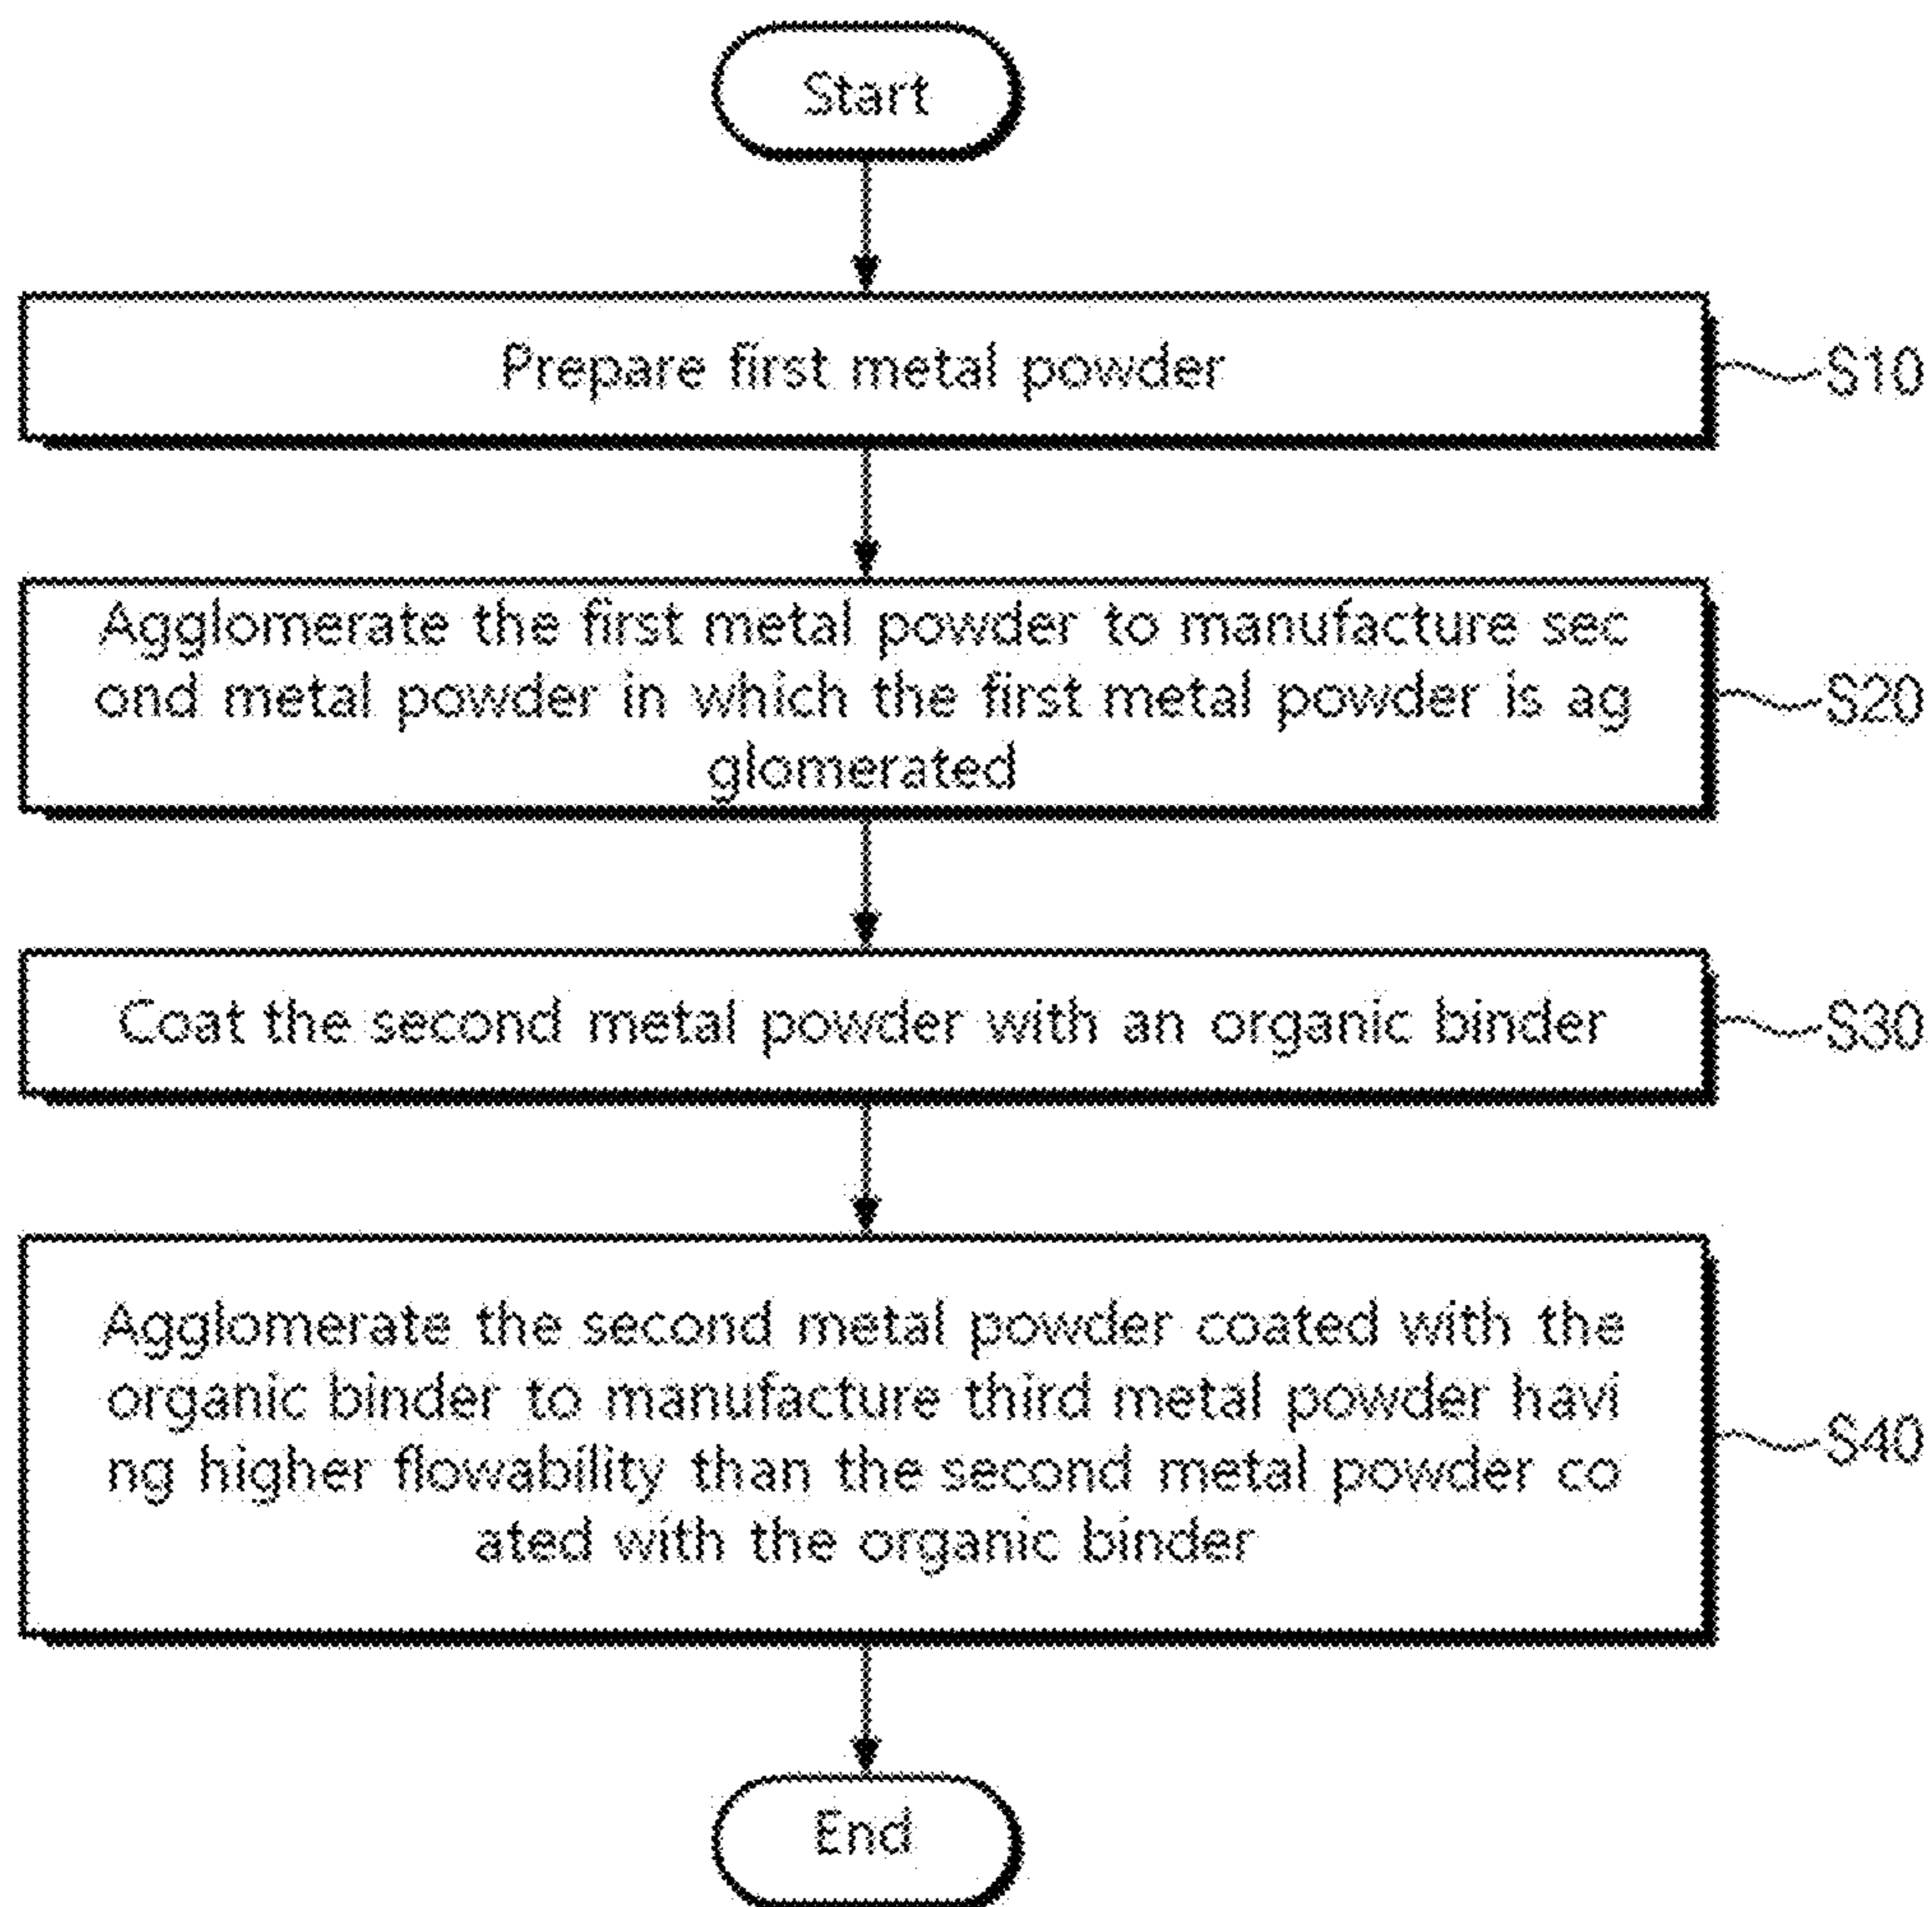 Start
Prepare first metal powder
S10
Agglomerate the first metal powder to manufacture sec
ond metal powder in which the first metal powder is ag
glomerated
S20
Coat the second metal powder with an organic binder
S30
Agglomerate the second metal powder coated with the
organic binder to manufacture third metal powder havi
ng higher flowability than the second metal powder co
ated with the organic binder
S40
End